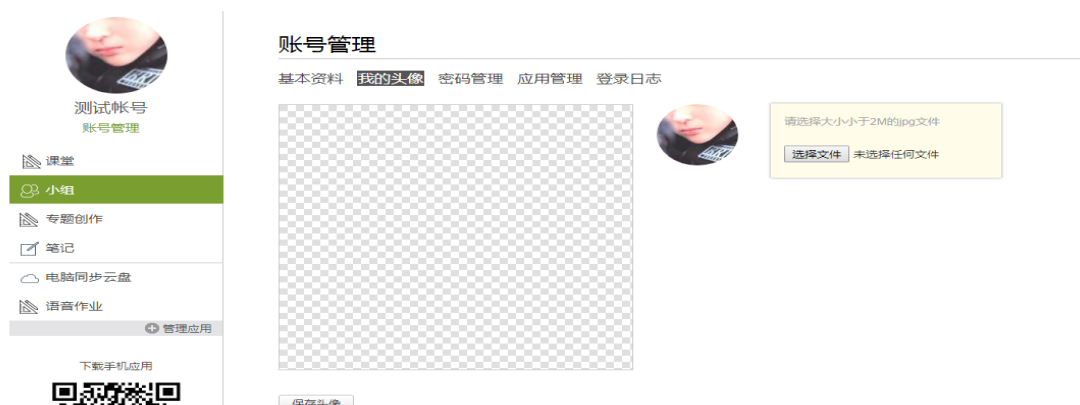 测试帐号
账号管理
课堂
小组
专题创作
笔记
电脑同步云盘
语音作业
管理应用
下载手机应用
账号管理
基本资料 我的头像 密码管理 应用管理 登录日志
请选择大小小于2M的jpg文件
选择文件 未选择任何文件
保存头像